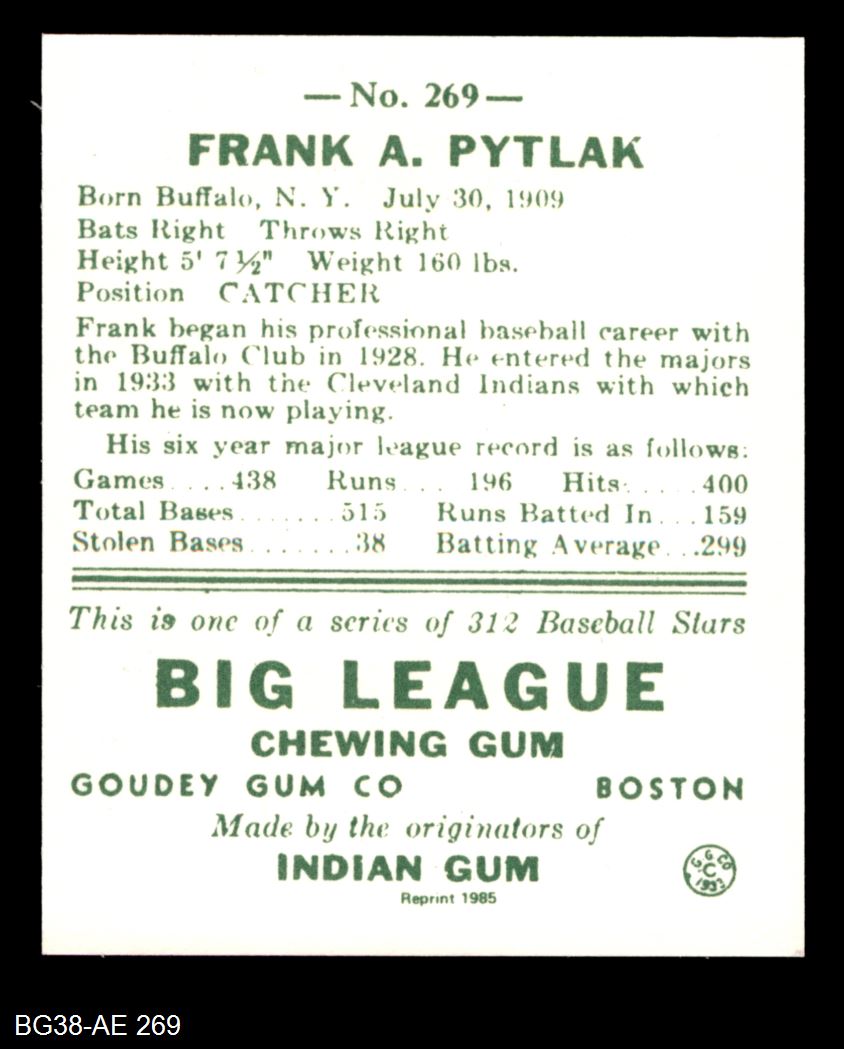 — No. 269 —
FRANK A. PYTLAK
Born Buffalo, N. Y. July 30, 1909
Bats Right Throws Right
Height 5' 7 ½" Weight 160 lbs.
Position CATCHER
Frank began his professional baseball career with
the Buffalo Club in 1928. He entered the majors
in 1933 with the Cleveland Indians with which
team he is now playing.
His six year major league record is as follows:
Games ....438 Runs... 196 Hits.....400
Total Bases.......515 Runs Batted In...159
Stolen Bases.......38 Batting Average...299
This is one of a series of 312 Baseball Stars
BIG LEAGUE
CHEWING GUM
GOUDEY GUM CO BOSTON
Made by the originators of
INDIAN GUM
G. G. CO
C
1933
Reprint 1985
BG38-AE 269